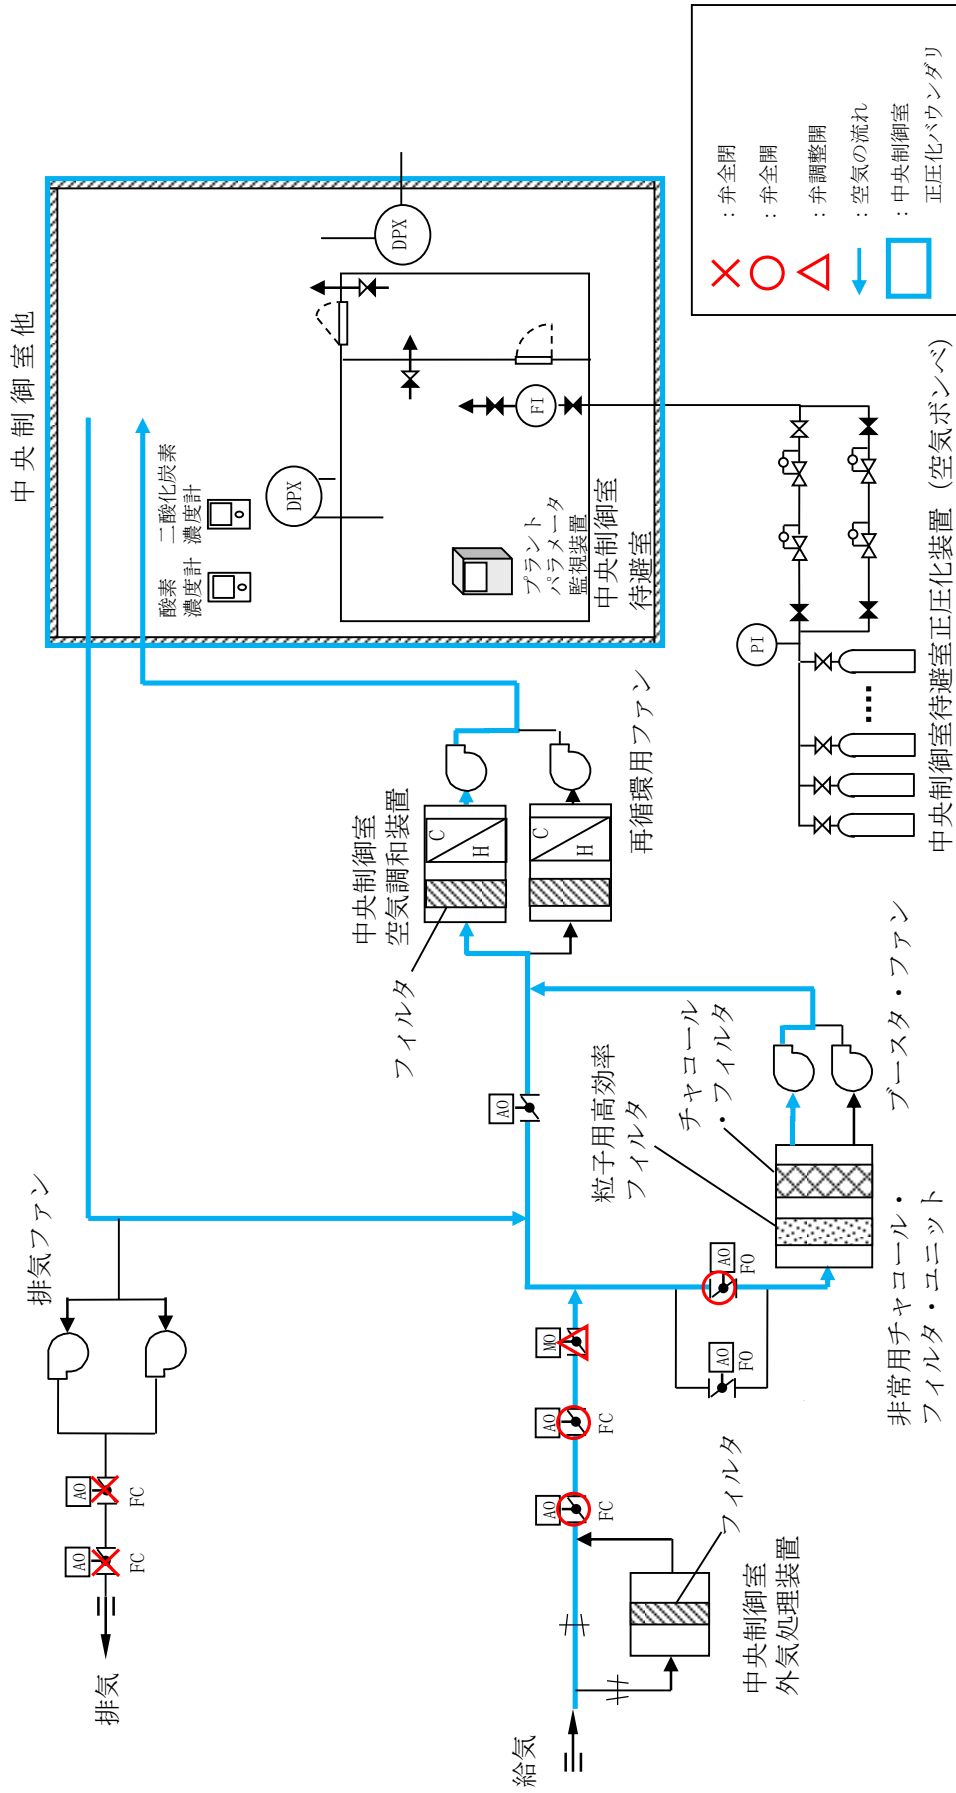 中央制御室他
酸素
濃度計
二酸化炭素
濃度計
DPX
DPX
FI
プラント
パラメータ
監視装置
中央制御室
待避室
排気ファン
排気
AO
FC
AO
FC
中央制御室
空気調和装置
フィルタ
C
H
C
H
再循環用ファン
AO
給気
AO
FC
AO
FC
MO
AO
FO
AO
FO
フィルタ
中央制御室
外気処理装置
粒子用高効率
フィルタ
チャコール
・フィルタ
ブースタ・ファン
非常用チャコール・
フィルタ・ユニット
PI
中央制御室待避室正圧化装置(空気ボンベ)
:弁全閉
:弁全開
:弁調整開
:空気の流れ
:中央制御室
正圧化バウンダリ